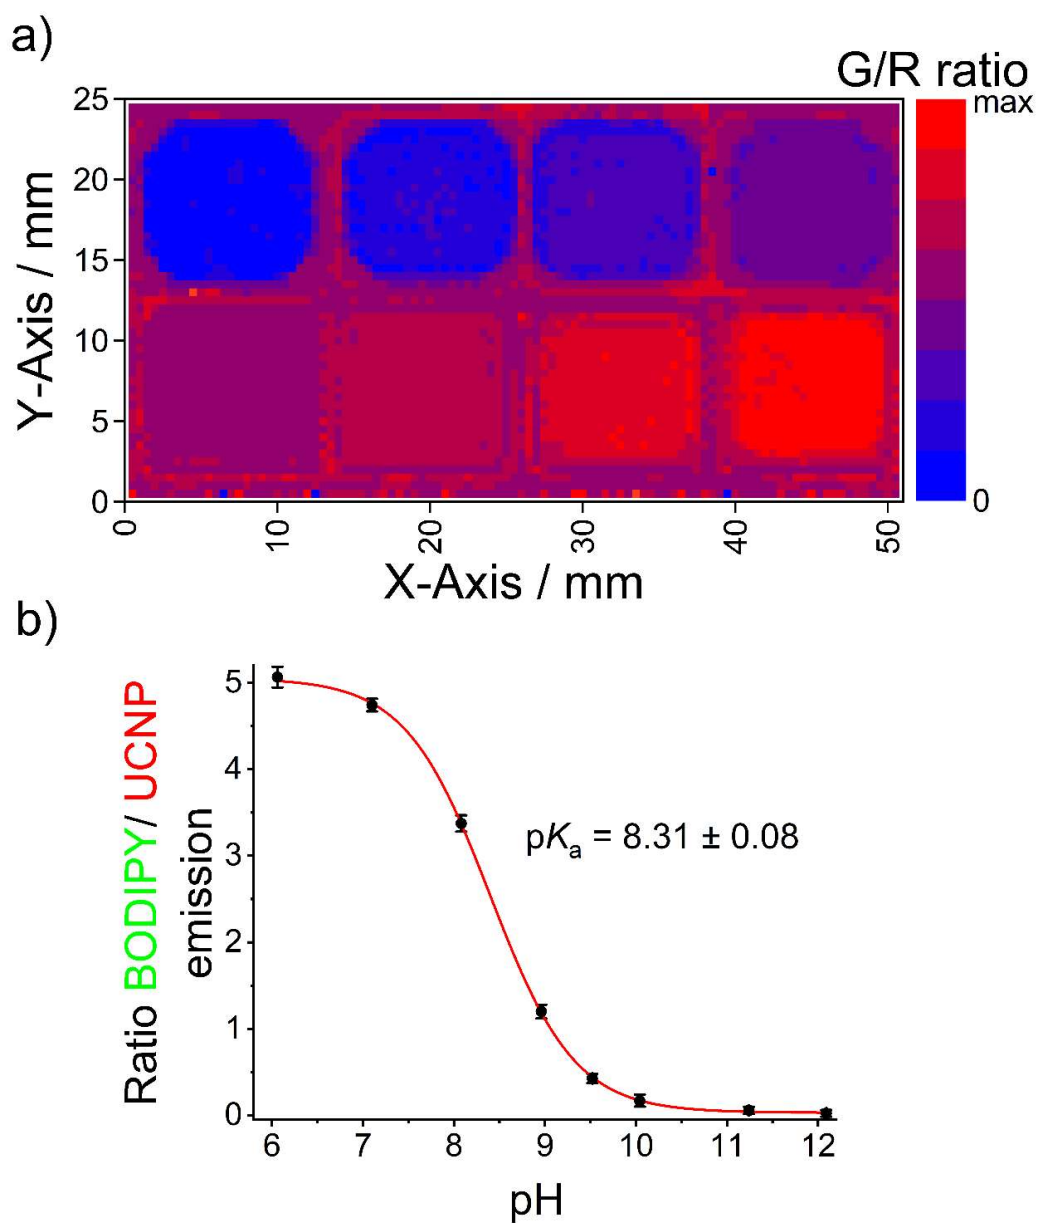 a)
G/R ratio
max
0
25
20
15
10
5
0
Y-Axis / mm
0
10
20
30
40
50
X-Axis / mm
b)
Ratio BODIPY/ UCNP
emission
5
4
3
2
1
0
pKₐ = 8.31 ± 0.08
6 7 8 9 10 11 12
pH